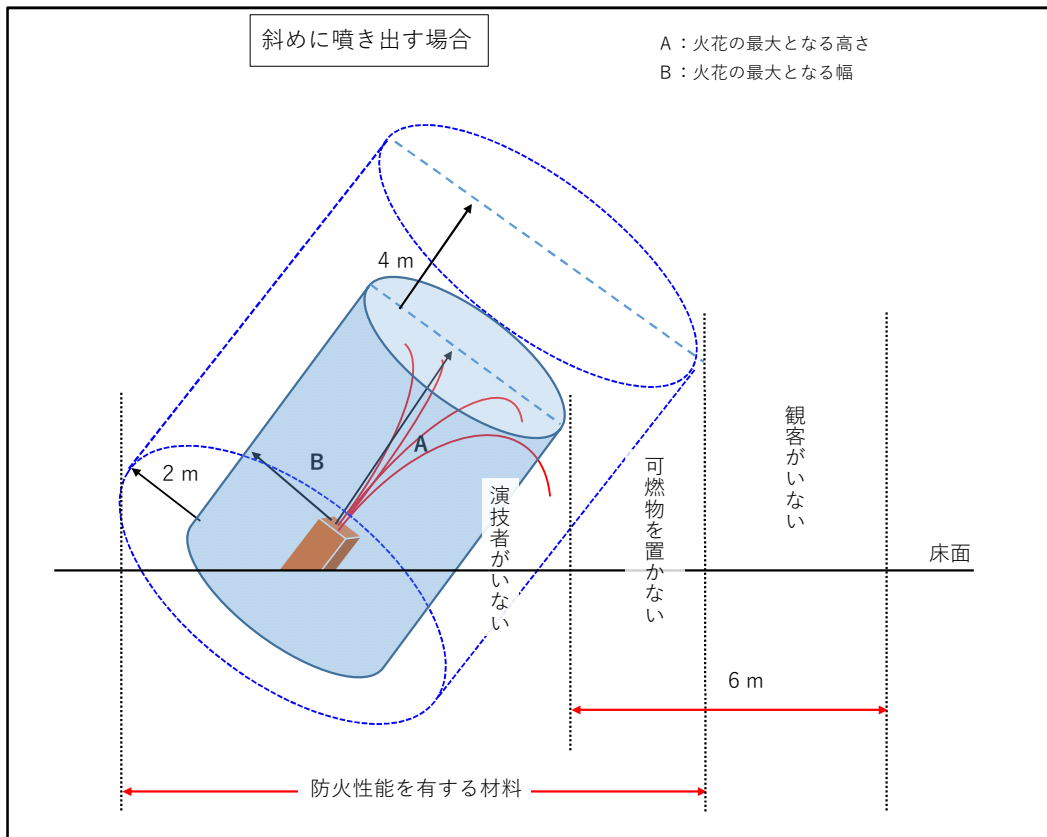 斜めに噴き出す場合
A：火花の最大となる高さ
B：火花の最大となる幅
4 m
観客がいない
A
B
可燃物を置かない
2 m
演技者がいない
床面
6 m
防火性能を有する材料